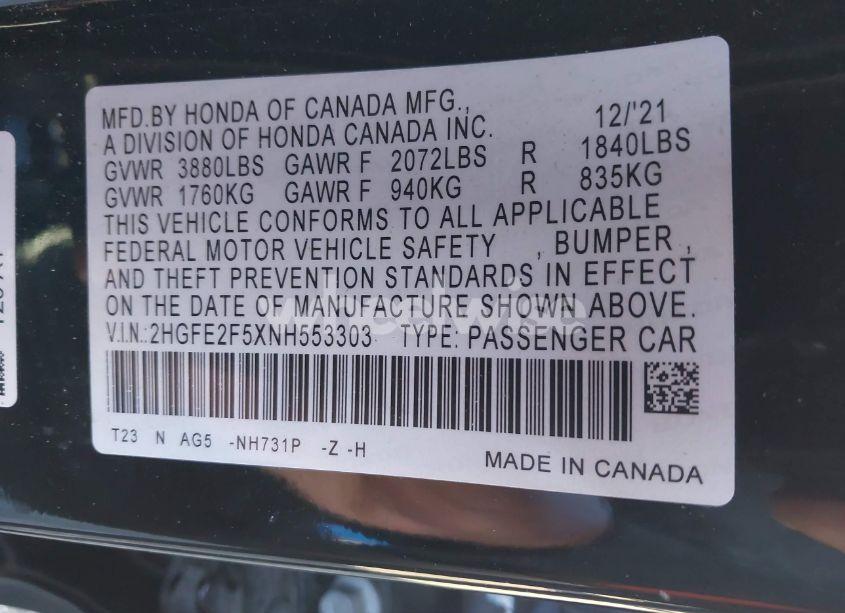 MFD.BY HONDA OF CANADA MFG., 12/'21
A DIVISION OF HONDA CANADA INC.
GVWR 3880LBS GAWR F 2072LBS R 1840LBS
GVWR 1760KG GAWR F 940KG R 835KG
THIS VEHICLE CONFORMS TO ALL APPLICABLE
FEDERAL MOTOR VEHICLE SAFETY , BUMPER ,
AND THEFT PREVENTION STANDARDS IN EFFECT
ON THE DATE OF MANUFACTURE SHOWN ABOVE.
V.I.N.:2HGFE2F5XNH553303 TYPE: PASSENGER CAR
T23 N AG5 -NH731P -Z -H
MADE IN CANADA
wheelwise